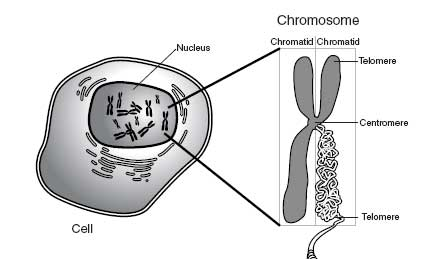 Chromosome
Chromatid Chromatid
Nucleus
Telomere
Centromere
Telomere
Cell